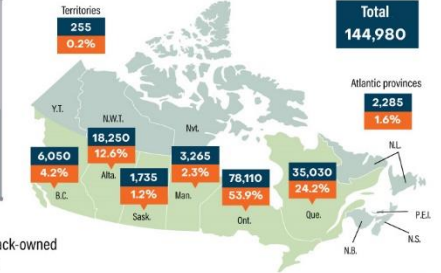 Territories
255
0.2%
Total
144,980
Atlantic provinces
2,285
1.6%
Y.T.
N.W.T.
Nvt.
N.L.
6,050
4.2%
B.C.
18,250
12.6%
Alta.
1,735
1.2%
Sask.
3,265
2.3%
Man.
78,110
53.9%
Ont.
35,030
24.2%
Que.
P.E.I.
N.S.
N.B.
ck-owned